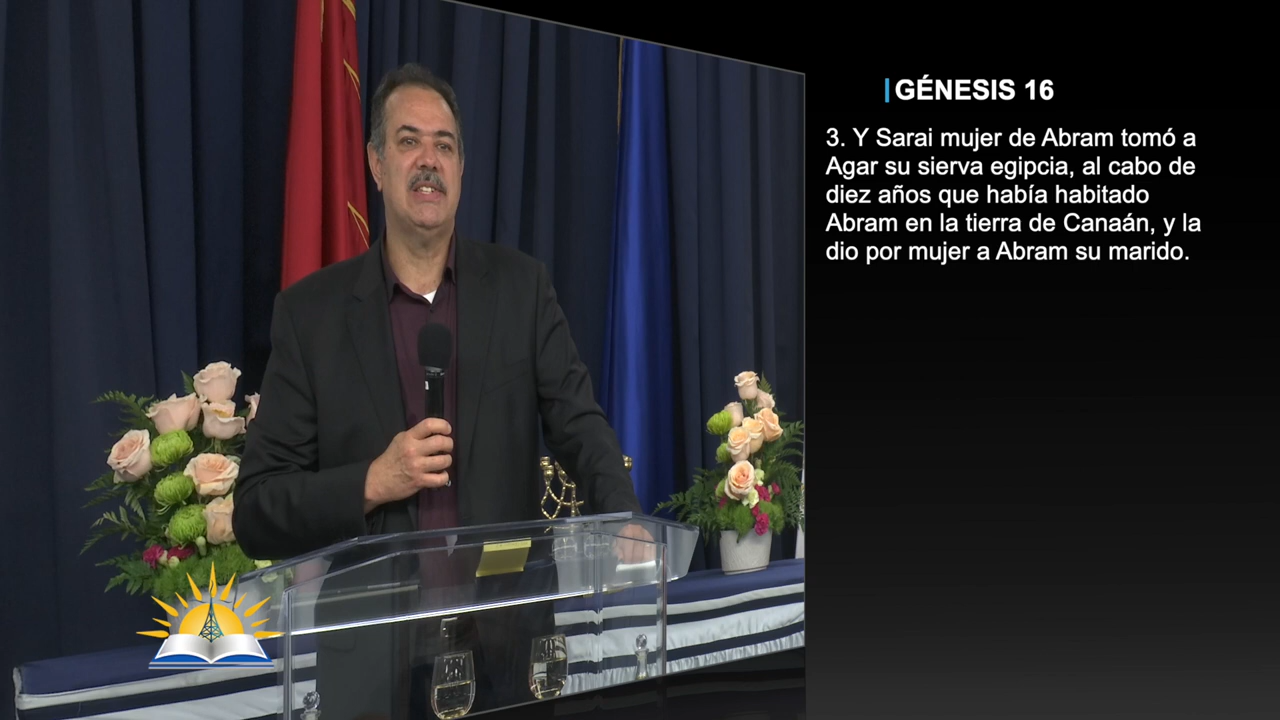 GÉNESIS 16
3. Y Sarai mujer de Abram tomó a
Agar su sierva egipcia, al cabo de
diez años que había habitado
Abram en la tierra de Canaán, y la
dio por mujer a Abram su marido.